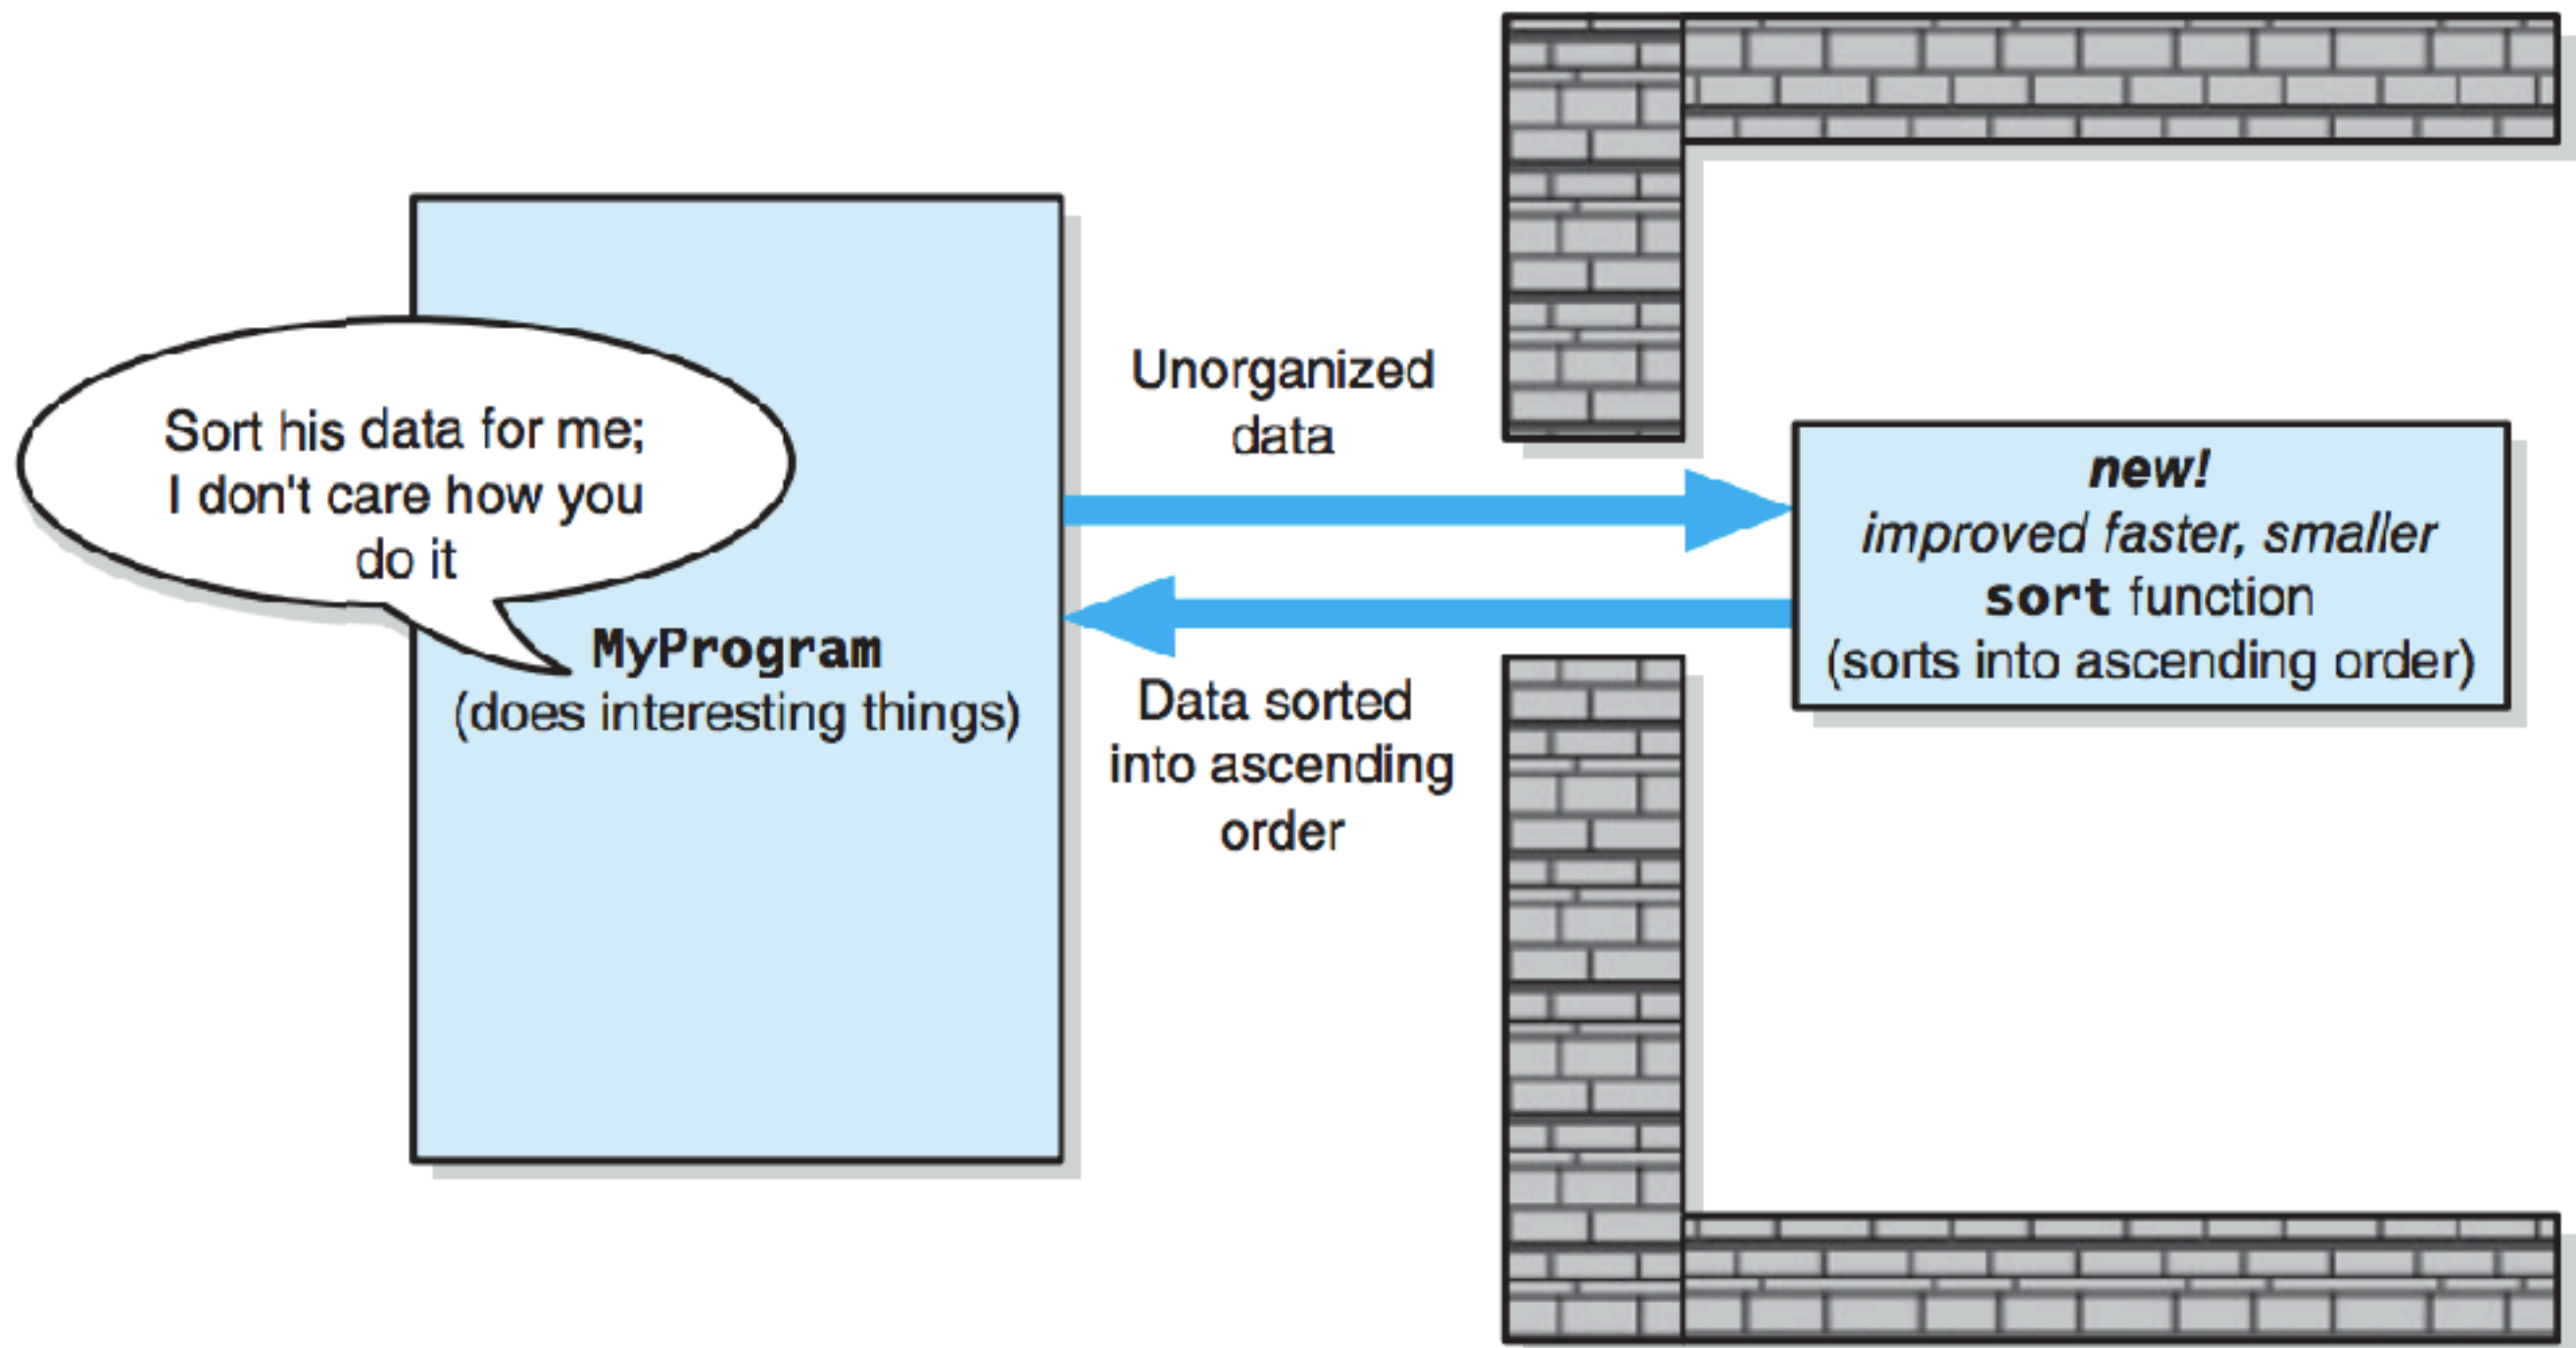 Sort his data for me;
I don't care how you
do it
MyProgram
(does interesting things)
Unorganized
data
Data sorted
into ascending
order
new!
improved faster, smaller
sort function
(sorts into ascending order)